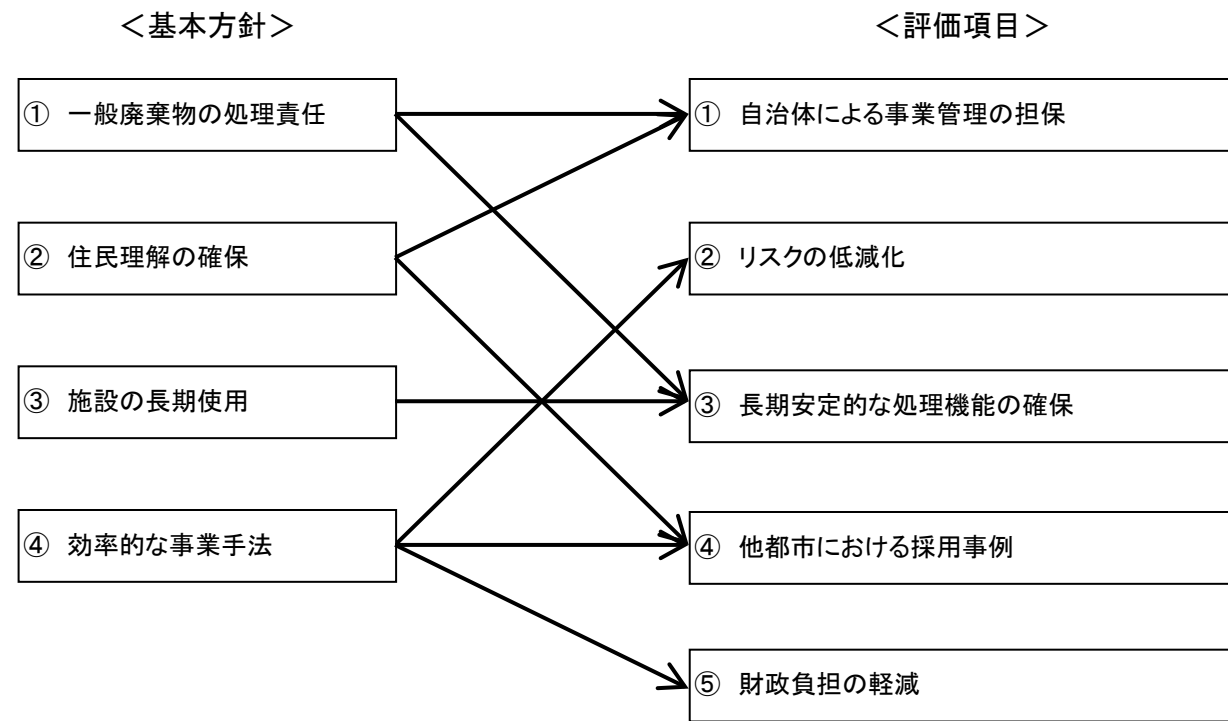 ＜基本方針＞
＜評価項目＞
① 一般廃棄物の処理責任
① 自治体による事業管理の担保
② 住民理解の確保
② リスクの低減化
③ 施設の長期使用
③ 長期安定的な処理機能の確保
④ 効率的な事業手法
④ 他都市における採用事例
⑤ 財政負担の軽減